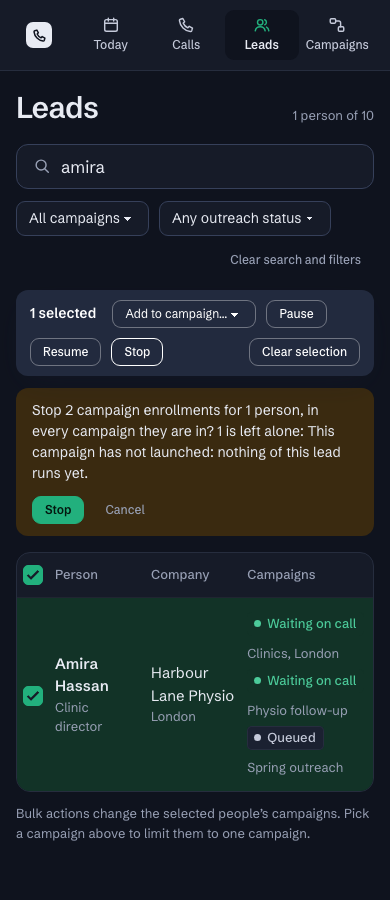 Today
Calls
Leads
Campaigns
Leads
1 person of 10
amira
All campaigns
Any outreach status
Clear search and filters
1 selected
Add to campaign...
Pause
Resume
Stop
Clear selection
Stop 2 campaign enrollments for 1 person, in
every campaign they are in? 1 is left alone: This
campaign has not launched: nothing of this lead
runs yet.
Stop
Cancel
Person
Company
Campaigns
Amira
Hassan
Clinic
director
Harbour
Lane Physio
London
Waiting on call
Clinics, London
Waiting on call
Physio follow-up
Queued
Spring outreach
Bulk actions change the selected people’s campaigns. Pick
a campaign above to limit them to one campaign.